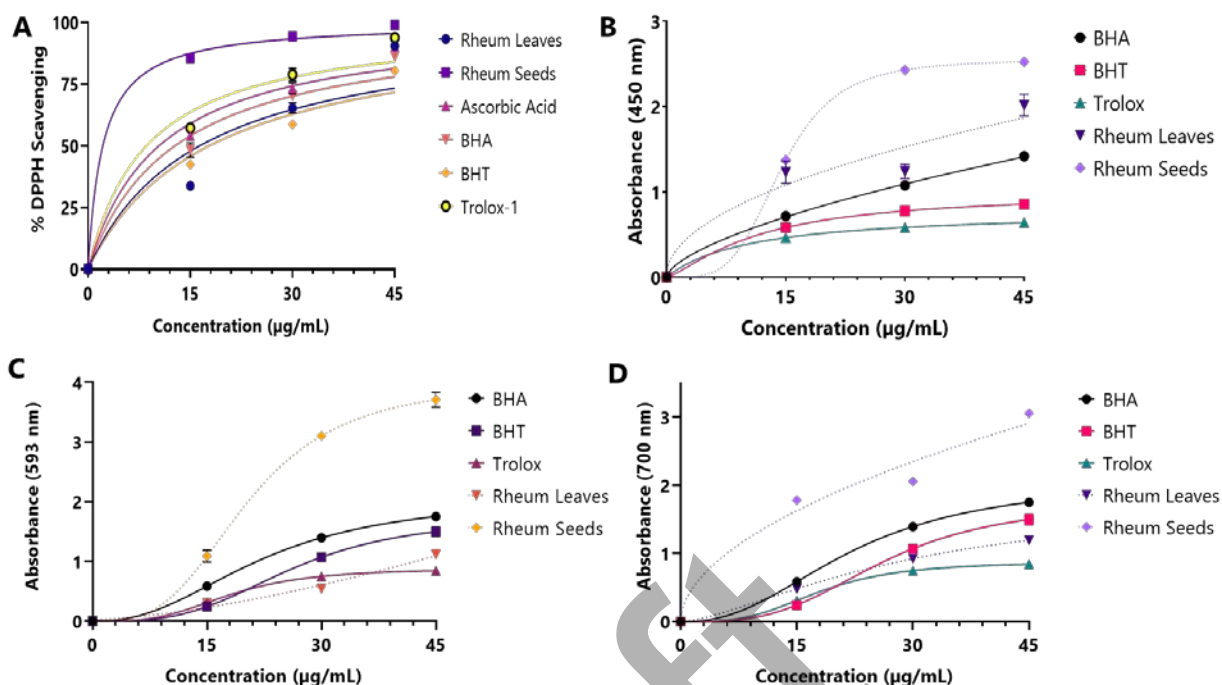 A
% DPPH Scavenging
100
75
50
25
0
0 15 30 45
Concentration (µg/mL)
Rheum Leaves
Rheum Seeds
Ascorbic Acid
BHA
BHT
Trolox-1
B
Absorbance (450 nm)
3
2
1
0
0 15 30 45
Concentration (µg/mL)
BHA
BHT
Trolox
Rheum Leaves
Rheum Seeds
C
Absorbance (593 nm)
4
3
2
1
0
0 15 30 45
Concentration (µg/mL)
BHA
BHT
Trolox
Rheum Leaves
Rheum Seeds
D
Absorbance (700 nm)
3
2
1
0
0 15 30 45
Concentration (µg/mL)
BHA
BHT
Trolox
Rheum Leaves
Rheum Seeds